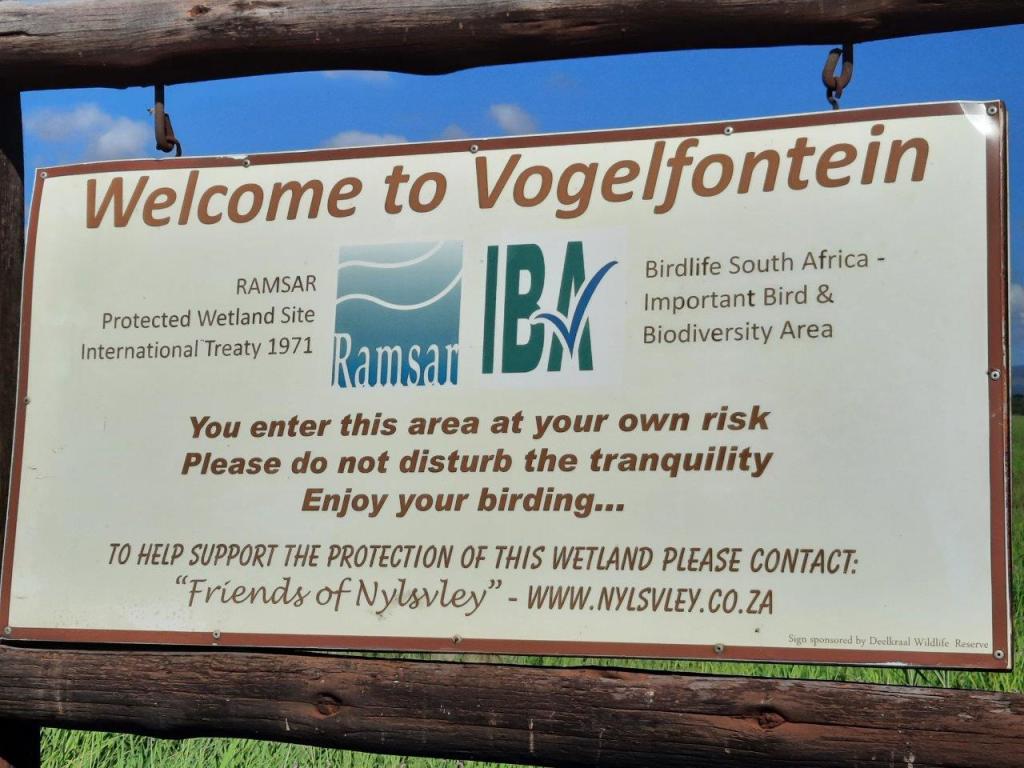 Welcome to Vogelfontein
RAMSAR
Protected Wetland Site
International Treaty 1971
Ramsar
IBA
Birdlife South Africa -
Important Bird &
Biodiversity Area
You enter this area at your own risk
Please do not disturb the tranquility
Enjoy your birding...
TO HELP SUPPORT THE PROTECTION OF THIS WETLAND PLEASE CONTACT:
"Friends of Nylsvley" - WWW.NYLSVLEY.CO.ZA
Sign sponsored by Deelkraal Wildlife Reserve